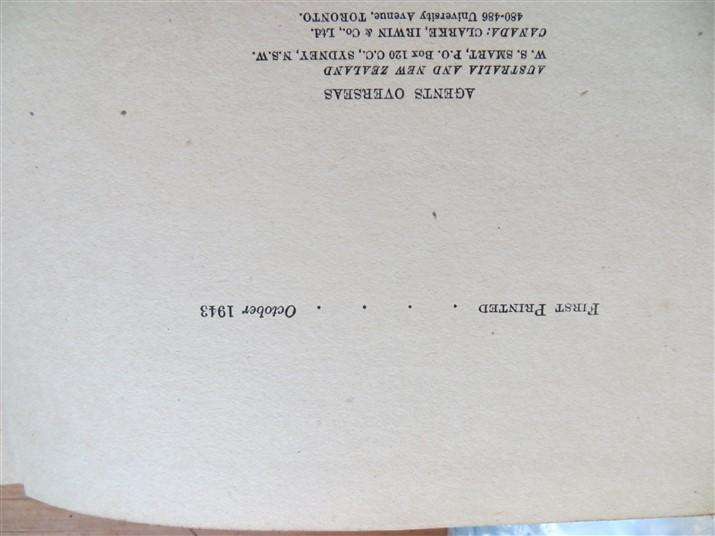 FIRST PRINTED . . . . October 1943
AGENTS OVERSEAS
AUSTRALIA AND NEW ZEALAND
W. S. SMART, P.O. Box 120 C.C., SYDNEY, N.S.W.
CANADA: CLARKE, IRWIN & Co., Ltd.
480-486 University Avenue, TORONTO.